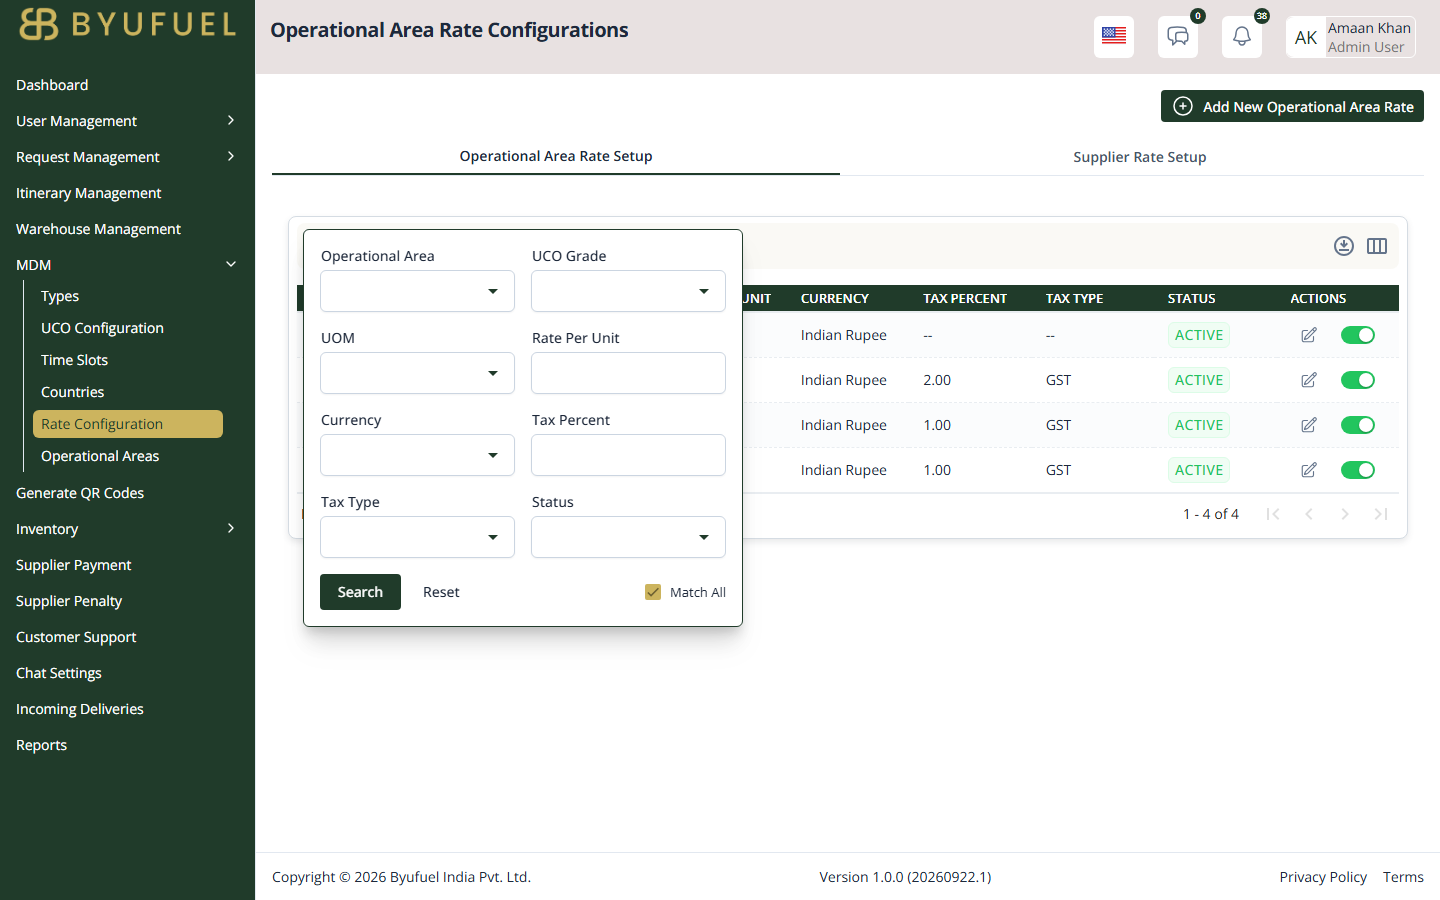 BYUFUEL
Operational Area Rate Configurations
0
38
AK
Amaan Khan
Admin User
Dashboard
User Management
Request Management
Itinerary Management
Warehouse Management
MDM
Types
UCO Configuration
Time Slots
Countries
Rate Configuration
Operational Areas
Generate QR Codes
Inventory
Supplier Payment
Supplier Penalty
Customer Support
Chat Settings
Incoming Deliveries
Reports
Add New Operational Area Rate
Operational Area Rate Setup
Supplier Rate Setup
Operational Area
UCO Grade
UOM
Rate Per Unit
Currency
Tax Percent
Tax Type
Status
Search
Reset
Match All
UNIT CURRENCY TAX PERCENT TAX TYPE STATUS ACTIONS
Indian Rupee -- -- ACTIVE
Indian Rupee 2.00 GST ACTIVE
Indian Rupee 1.00 GST ACTIVE
Indian Rupee 1.00 GST ACTIVE
1 - 4 of 4
Copyright © 2026 Byufuel India Pvt. Ltd.
Version 1.0.0 (20260922.1)
Privacy Policy
Terms